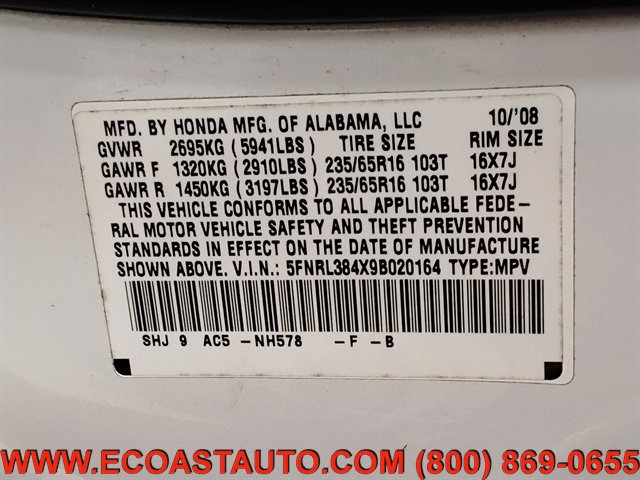 MFD. BY HONDA MFG. OF ALABAMA, LLC 10/'08
GVWR 2695KG (5941LBS) TIRE SIZE RIM SIZE
GAWR F 1320KG (2910LBS) 235/65R16 103T 16X7J
GAWR R 1450KG (3197LBS) 235/65R16 103T 16X7J
THIS VEHICLE CONFORMS TO ALL APPLICABLE FEDE-
RAL MOTOR VEHICLE SAFETY AND THEFT PREVENTION
STANDARDS IN EFFECT ON THE DATE OF MANUFACTURE
SHOWN ABOVE. V.I.N.: 5FNRL384X9B020164 TYPE:MPV
SHJ 9 AC5 -NH578 -F -B
WWW.ECOASTAUTO.COM (800) 869-0655